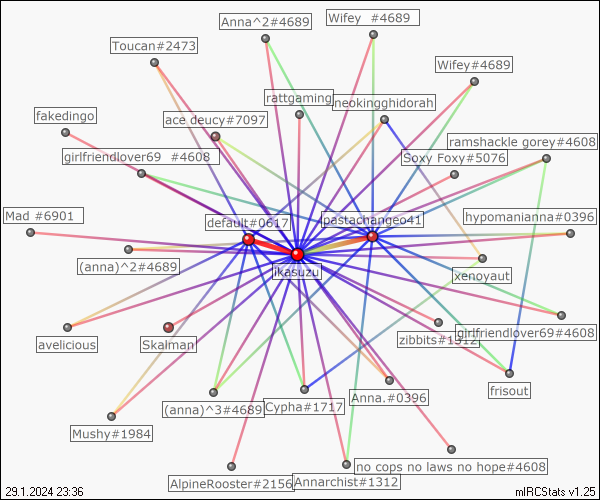 Anna^2#4689
Wifey  #4689
Toucan#2473
Wifey#4689
rattgaming
neokingghidorah
fakedingo
ace deucy#7097
ramshackle gorey#4608
girlfriendlover69  #4608
Soxy Foxy#5076
Mad #6901
default#0617
pastachangeo41
hypomanianna#0396
(anna)^2#4689
ikasuzu
xenoyaut
avelicious
Skalman
zibbits#1312
girlfriendlover69#4608
frisout
(anna)^3#4689
Cypha#1717
Anna.#0396
Mushy#1984
no cops no laws no hope#4608
AlpineRooster#2156
Annarchist#1312
29.1.2024 23:36
mIRCStats v1.25